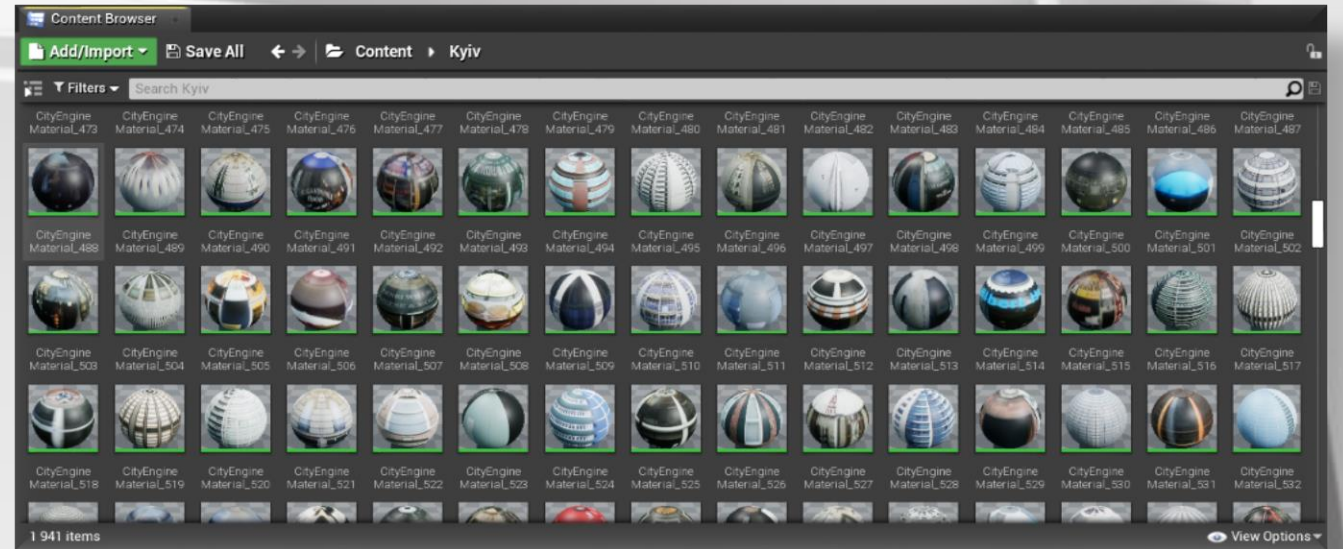 Content Browser
Add/Import Save All Content Kyiv
Filters Search Kyiv
CityEngine CityEngine CityEngine CityEngine CityEngine CityEngine CityEngine CityEngine CityEngine CityEngine CityEngine CityEngine CityEngine CityEngine CityEngine
Material_473 Material_474 Material_475 Material_476 Material_477 Material_478 Material_479 Material_480 Material_481 Material_482 Material_483 Material_484 Material_485 Material_486 Material_487
CityEngine CityEngine CityEngine CityEngine CityEngine CityEngine CityEngine CityEngine CityEngine CityEngine CityEngine CityEngine CityEngine CityEngine CityEngine
Material_488 Material_489 Material_490 Material_491 Material_492 Material_493 Material_494 Material_495 Material_496 Material_497 Material_498 Material_499 Material_500 Material_501 Material_502
CityEngine CityEngine CityEngine CityEngine CityEngine CityEngine CityEngine CityEngine CityEngine CityEngine CityEngine CityEngine CityEngine CityEngine CityEngine
Material_503 Material_504 Material_505 Material_506 Material_507 Material_508 Material_509 Material_510 Material_511 Material_512 Material_513 Material_514 Material_515 Material_516 Material_517
CityEngine CityEngine CityEngine CityEngine CityEngine CityEngine CityEngine CityEngine CityEngine CityEngine CityEngine CityEngine CityEngine CityEngine CityEngine
Material_518 Material_519 Material_520 Material_521 Material_522 Material_523 Material_524 Material_525 Material_526 Material_527 Material_528 Material_529 Material_530 Material_531 Material_532
1 941 items View Options